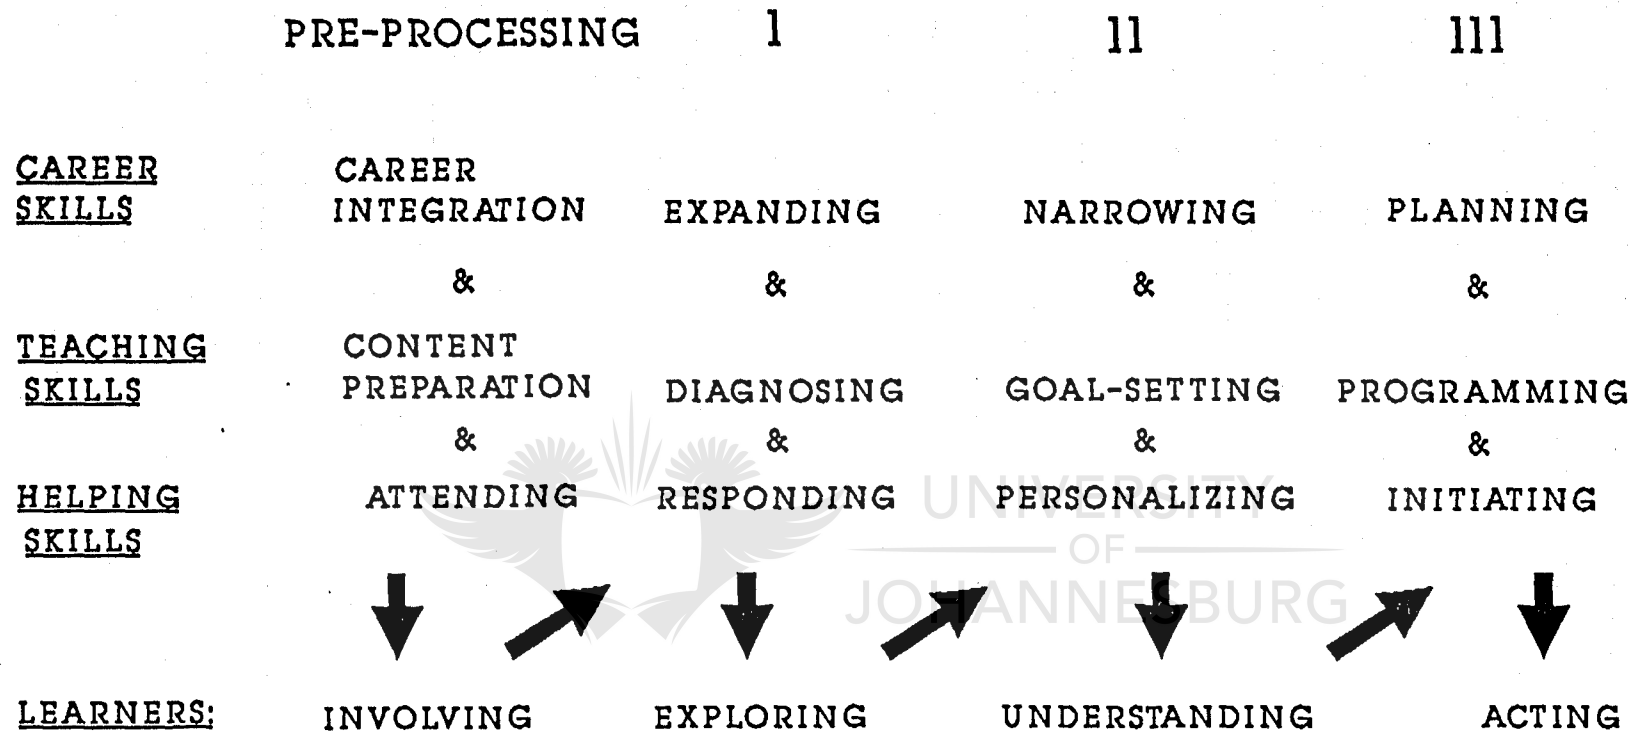 PRE-PROCESSING 1 11 111
CAREER CAREER
SKILLS INTEGRATION EXPANDING NARROWING PLANNING
& & & &
TEACHING CONTENT
SKILLS PREPARATION DIAGNOSING GOAL-SETTING PROGRAMMING
& & & &
HELPING ATTENDING RESPONDING PERSONALIZING INITIATING
SKILLS
UNIVERSITY
OF
JOHANNESBURG
LEARNERS: INVOLVING EXPLORING UNDERSTANDING ACTING